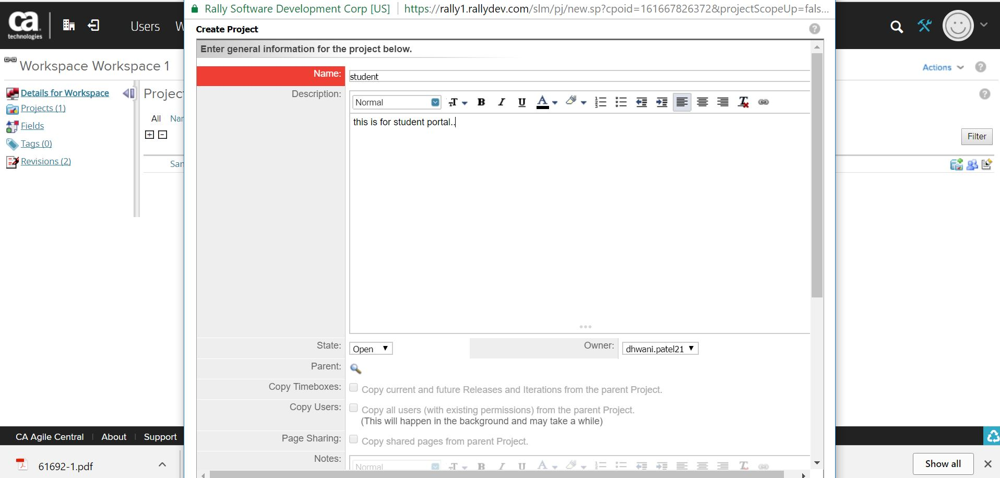 Rally Software Development Corp [US] https://rally1.rallydev.com/slm/pj/new.sp?cpoid=161667826372&projectScopeUp=fals...
ca
technologies
Users
Create Project
Enter general information for the project below.
Workspace Workspace 1
Actions
Details for Workspace
Projects (1)
Fields
Tags (0)
Revisions (2)
All
Filter
Name: student
Description:
Normal
this is for student portal..
State: Open
Owner: dhwani.patel21
Parent:
Copy Timeboxes: Copy current and future Releases and Iterations from the parent Project.
Copy Users: Copy all users (with existing permissions) from the parent Project.
(This will happen in the background and may take a while)
Page Sharing: Copy shared pages from parent Project.
Notes:
Normal
CA Agile Central | About | Support
61692-1.pdf
Show all